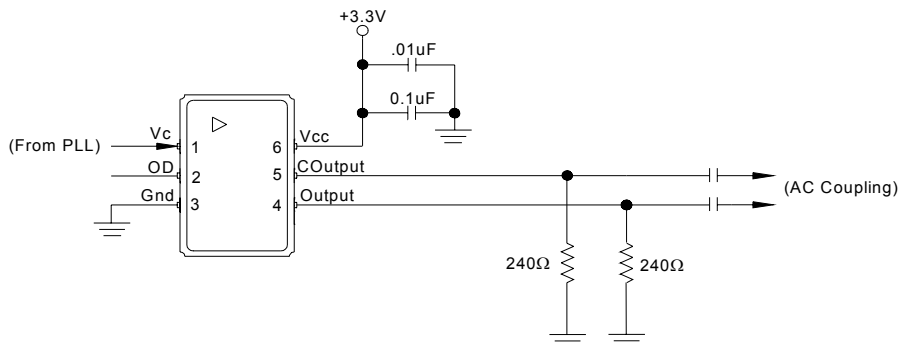 +3.3V
.01uF
0.1uF
(From PLL)
Vc
1
6
Vcc
OD
2
5
COutput
Gnd
3
4
Output
(AC Coupling)
240Ω
240Ω